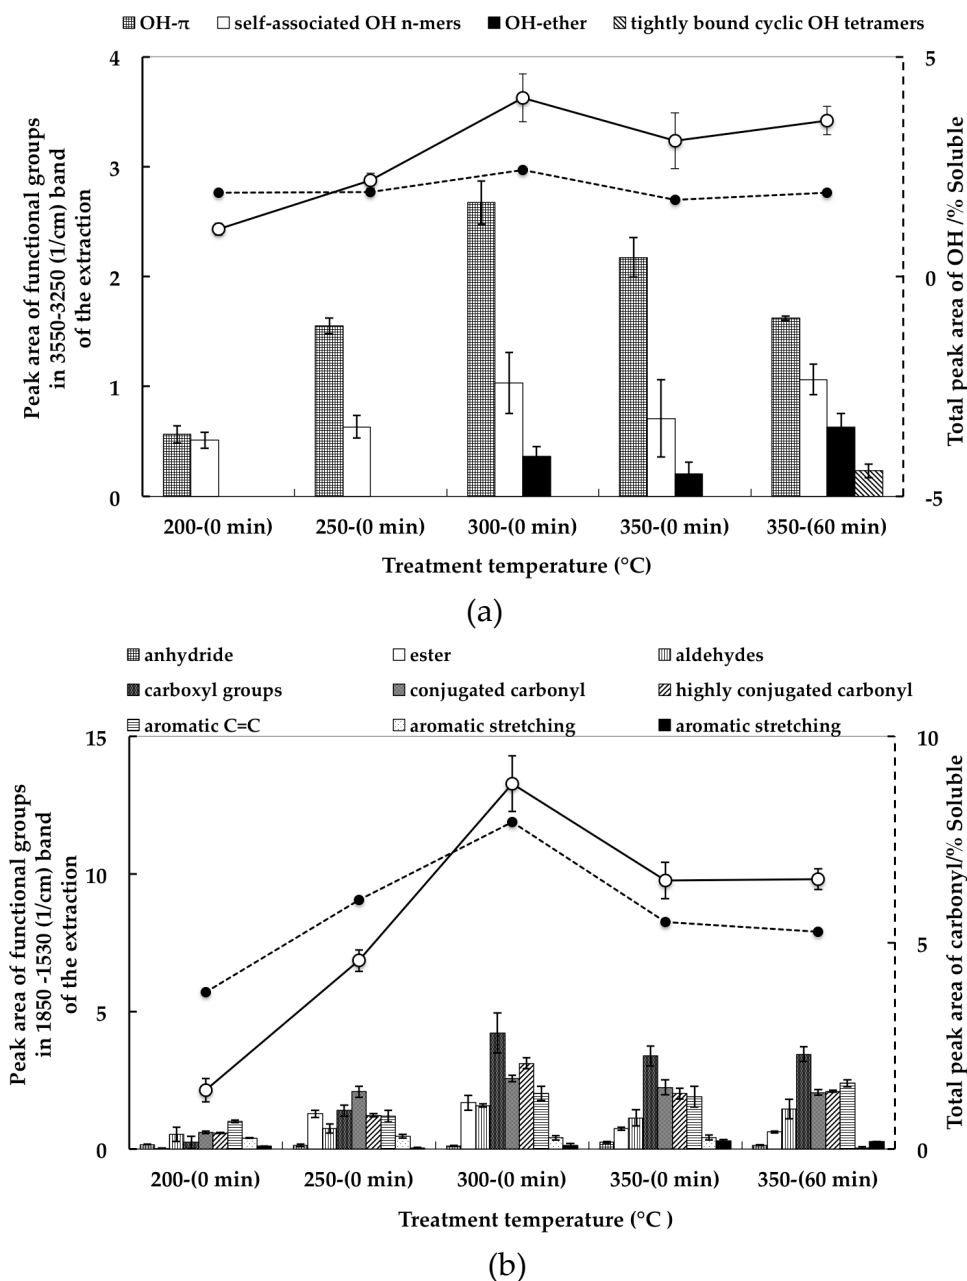 OH-π self-associated OH n-mers OH-ether tightly bound cyclic OH tetramers
4
3
2
1
0
Peak area of functional groups
in 3550-3250 (1/cm) band
of the extraction
5
0
-5
Total peak area of OH /% Soluble
200-(0 min) 250-(0 min) 300-(0 min) 350-(0 min) 350-(60 min)
Treatment temperature (°C)
(a)
anhydride ester aldehydes
carboxyl groups conjugated carbonyl highly conjugated carbonyl
aromatic C=C aromatic stretching aromatic stretching
15
10
5
0
Peak area of functional groups
in 1850 -1530 (1/cm) band
of the extraction
10
5
0
Total peak area of carbonyl/% Soluble
200-(0 min) 250-(0 min) 300-(0 min) 350-(0 min) 350-(60 min)
Treatment temperature (°C )
(b)